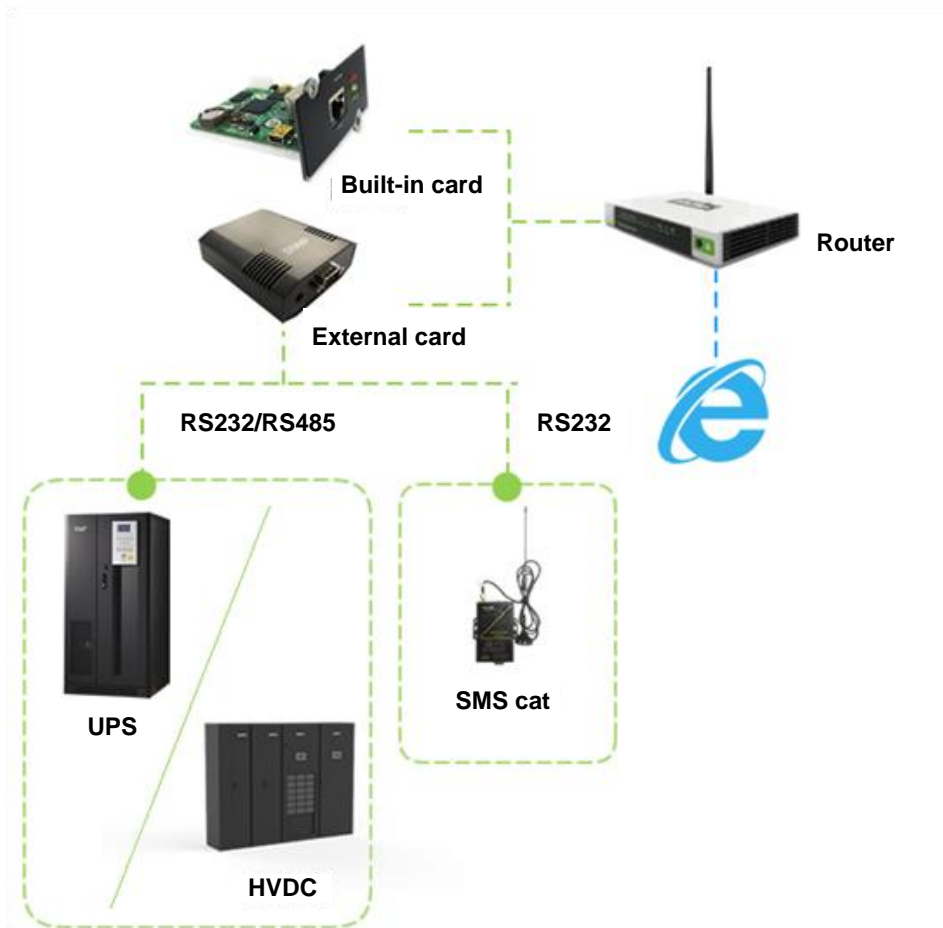 Built-in card
Router
External card
RS232/RS485
RS232
SMS cat
UPS
HVDC